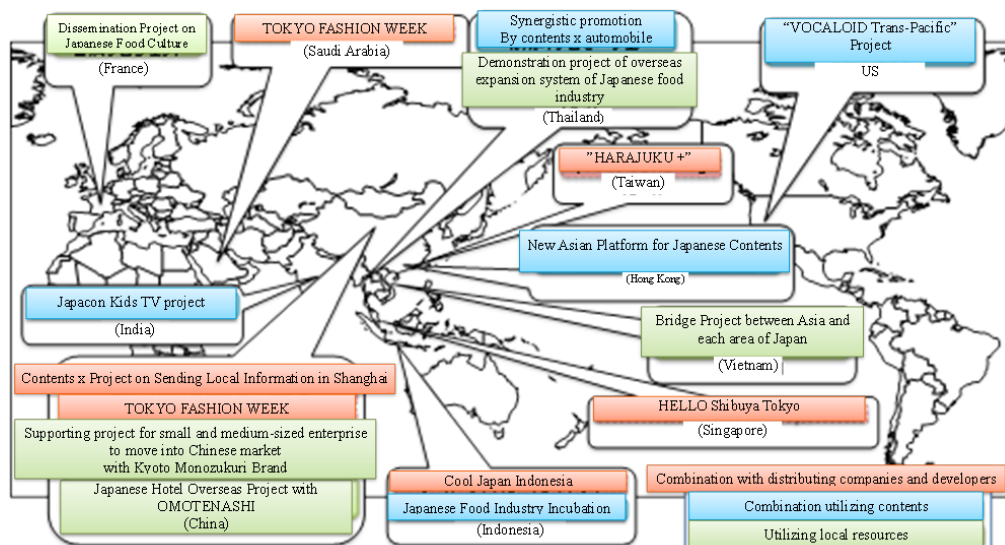 Dissemination Project on
Japanese Food Culture
(France)
TOKYO FASHION WEEK
(Saudi Arabia)
Synergistic promotion
By contents x automobile
Demonstration project of overseas
expansion system of Japanese food
industry
(Thailand)
“VOCALOID Trans-Pacific”
Project
US
”HARAJUKU +”
(Taiwan)
New Asian Platform for Japanese Contents
(Hong Kong)
Japacon Kids TV project
(India)
Bridge Project between Asia and
each area of Japan
(Vietnam)
Contents x Project on Sending Local Information in Shanghai
TOKYO FASHION WEEK
Supporting project for small and medium-sized enterprise
to move into Chinese market
with Kyoto Monozukuri Brand
Japanese Hotel Overseas Project with
OMOTENASHI
(China)
HELLO Shibuya Tokyo
(Singapore)
Cool Japan Indonesia
Japanese Food Industry Incubation
(Indonesia)
Combination with distributing companies and developers
Combination utilizing contents
Utilizing local resources